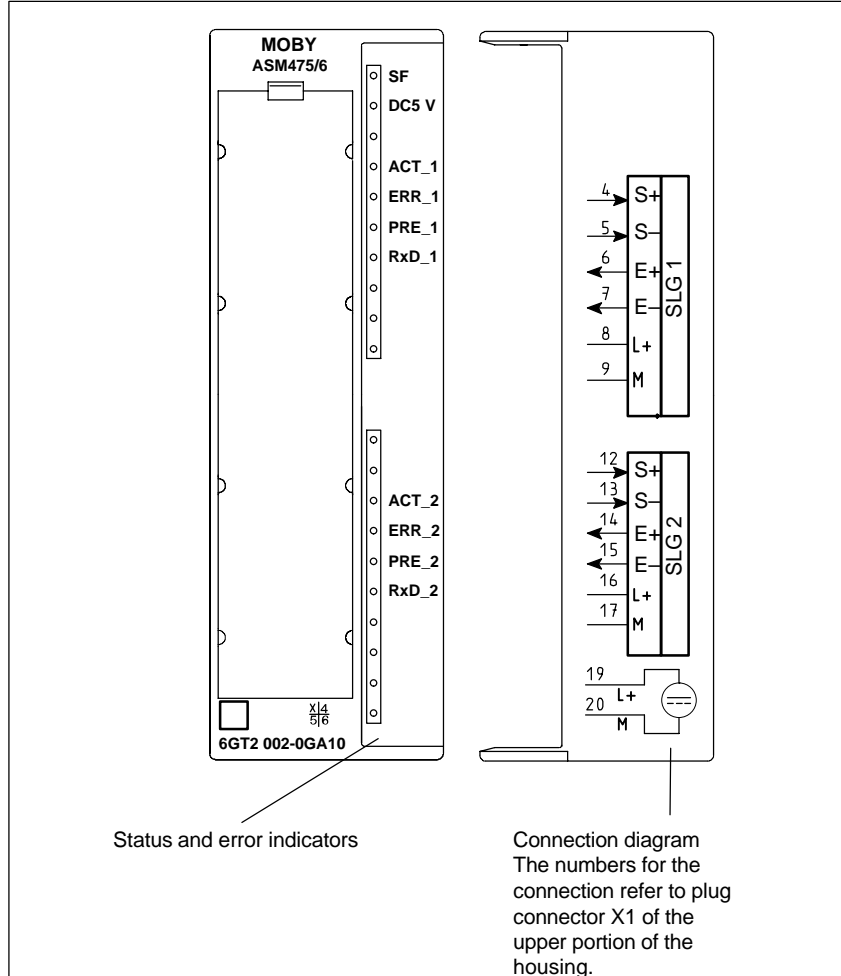 MOBY
ASM475/6
SF
DC5 V
ACT_1
ERR_1
PRE_1
RxD_1
ACT_2
ERR_2
PRE_2
RxD_2
X 4
5 6
6GT2 002-0GA10
4 S+
5 S–
6 E+
7 E–
8 L+
9 M
SLG 1
12 S+
13 S–
14 E+
15 E–
16 L+
17 M
SLG 2
19 L+
20 M
Status and error indicators
Connection diagram
The numbers for the
connection refer to plug
connector X1 of the
upper portion of the
housing.